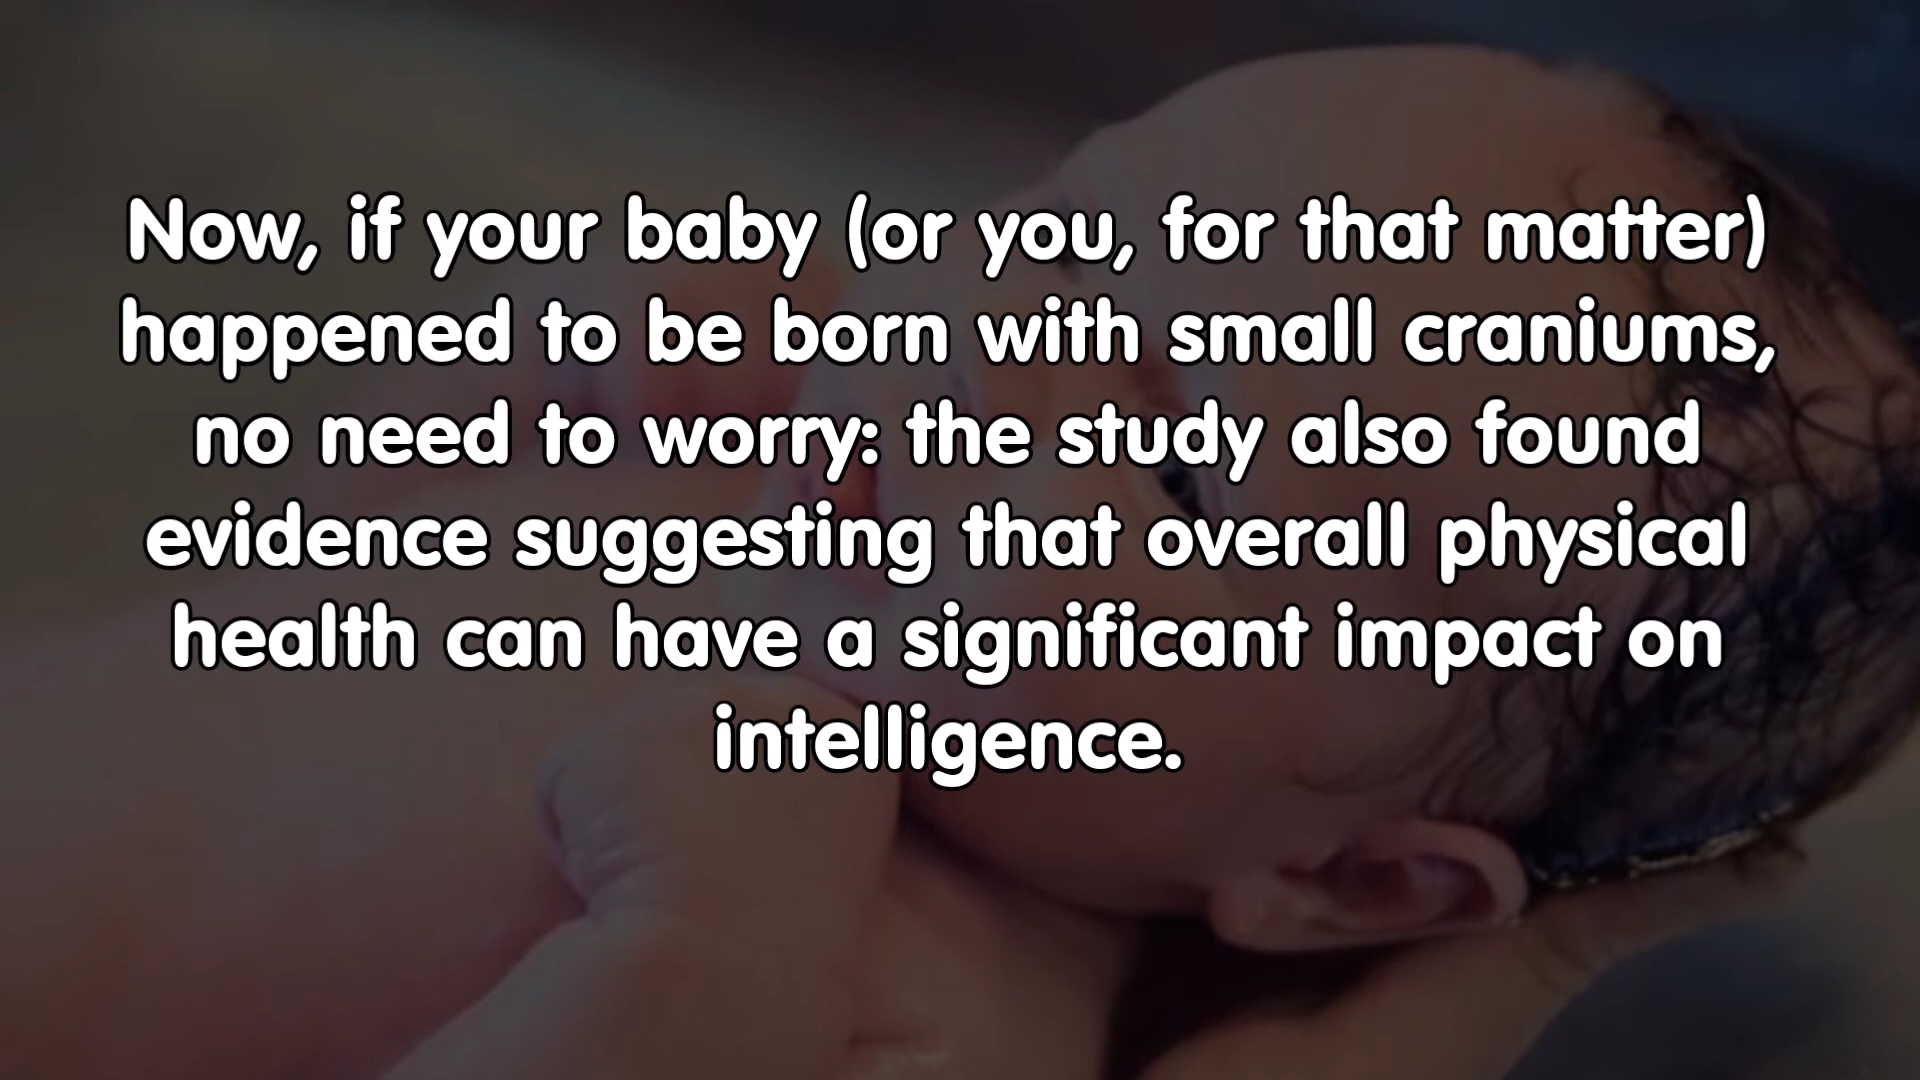 Now, if your baby (or you, for that matter)
happened to be born with small craniums,
no need to worry: the study also found
evidence suggesting that overall physical
health can have a significant impact on
intelligence.